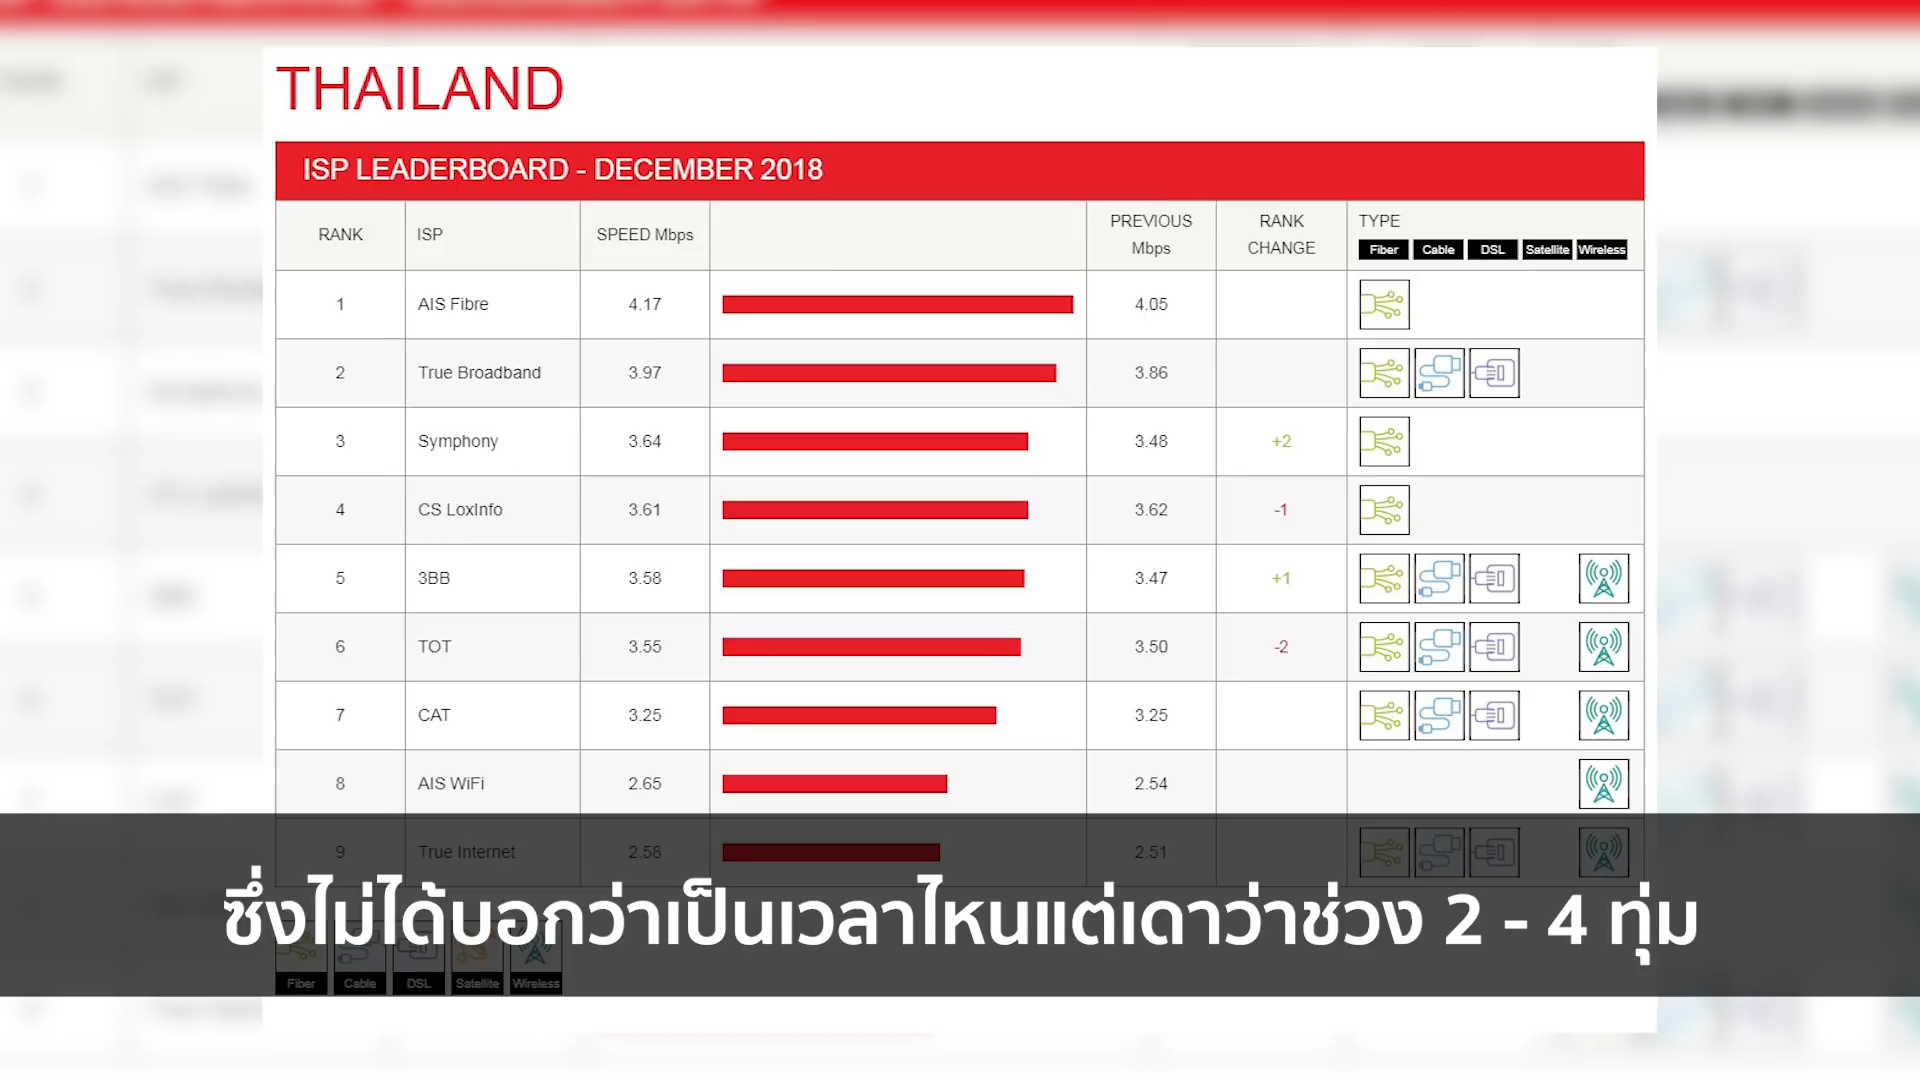 THAILAND
ISP LEADERBOARD - DECEMBER 2018
RANK ISP SPEED Mbps PREVIOUS Mbps RANK CHANGE TYPE
Fiber Cable DSL Satellite Wireless
1 AIS Fibre 4.17 4.05
2 True Broadband 3.97 3.86
3 Symphony 3.64 3.48 +2
4 CS LoxInfo 3.61 3.62 -1
5 3BB 3.58 3.47 +1
6 TOT 3.55 3.50 -2
7 CAT 3.25 3.25
8 AIS WiFi 2.65 2.54
9 True Internet 2.58 2.51
ซึ่งไม่ได้บอกว่าเป็นเวลาไหนแต่เดาว่าช่วง 2 - 4 ทุ่ม
Fiber Cable DSL Satellite Wireless